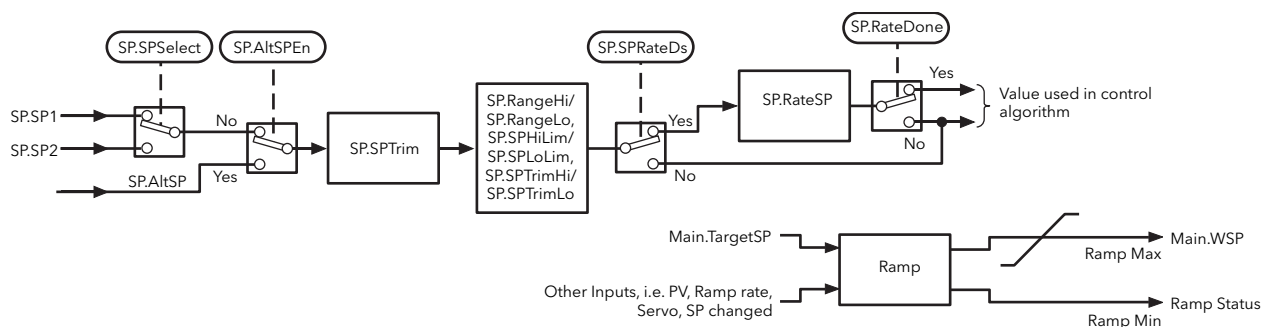 SP.SPSelect
SP.AltSPEn
SP.SPRateDs
SP.RateDone
SP.SP1
SP.SP2
SP.AltSP
No
Yes
SP.SPTrim
SP.RangeHi/
SP.RangeLo,
SP.SPHiLim/
SP.SPLoLim,
SP.SPTrimHi/
SP.SPTrimLo
Yes
No
SP.RateSP
Yes
No
Value used in control
algorithm
Main.TargetSP
Other Inputs, i.e. PV, Ramp rate,
Servo, SP changed
Ramp
Ramp Max
Main.WSP
Ramp Status
Ramp Min